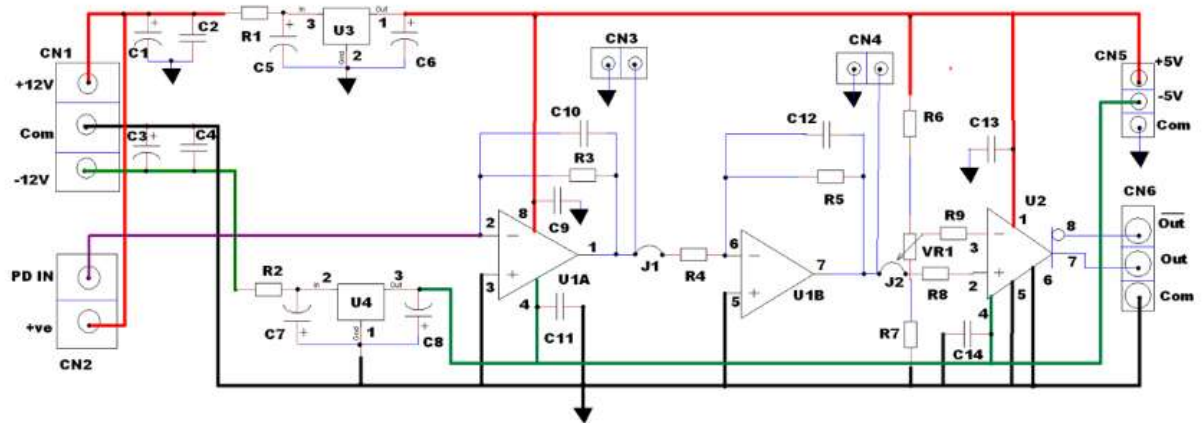 CN1
+12V
Com
-12V
PD IN
+ve
CN2
C1
C2
C3
C4
R1
C5
In
3
U3
Out
1
Gnd
2
C6
R2
In
2
U4
Out
3
Gnd
1
C7
C8
CN3
C10
R3
C9
8
2
3
1
U1A
4
C11
J1
R4
CN4
C12
R5
6
5
7
U1B
J2
R6
VR1
R7
R9
R8
C13
U2
1
3
2
8
7
6
5
4
C14
CN5
+5V
-5V
Com
CN6
Out
Out
Com